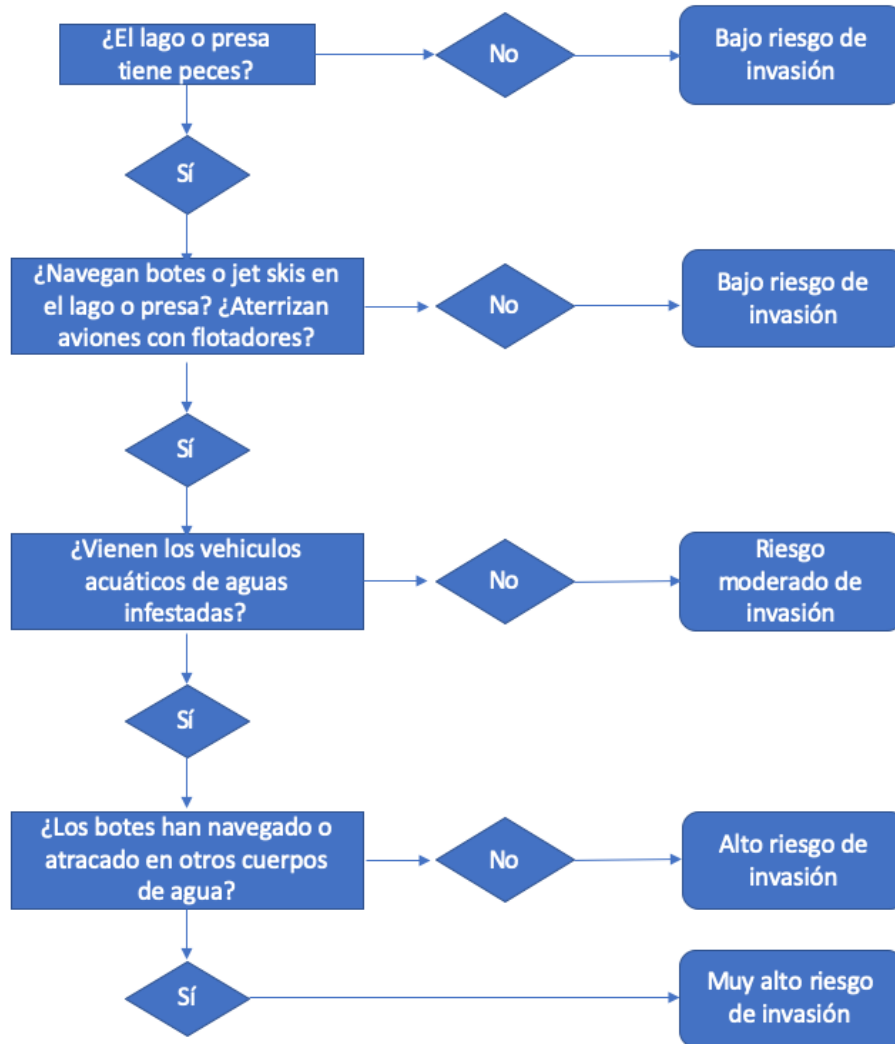 ¿El lago o presa
tiene peces?
No
Bajo riesgo de
invasión
Sí
¿Navegan botes o jet skis en
el lago o presa? ¿Aterrizan
aviones con flotadores?
No
Bajo riesgo de
invasión
Sí
¿Vienen los vehiculos
acuáticos de aguas
infestadas?
No
Riesgo
moderado de
invasión
Sí
¿Los botes han navegado o
atracado en otros cuerpos
de agua?
No
Alto riesgo de
invasión
Sí
Muy alto riesgo
de invasión